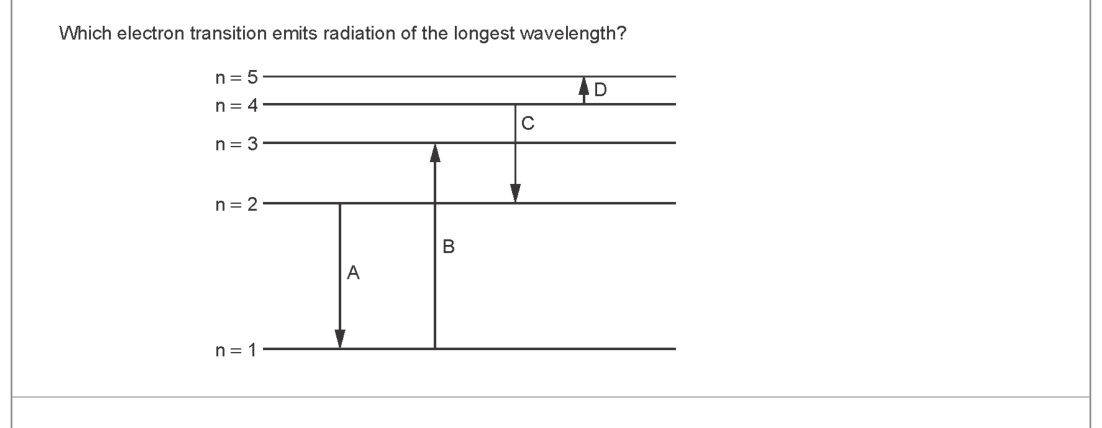 Which electron transition emits radiation of the longest wavelength?
n = 5
D
n = 4
C
n = 3
n = 2
B
A
n = 1